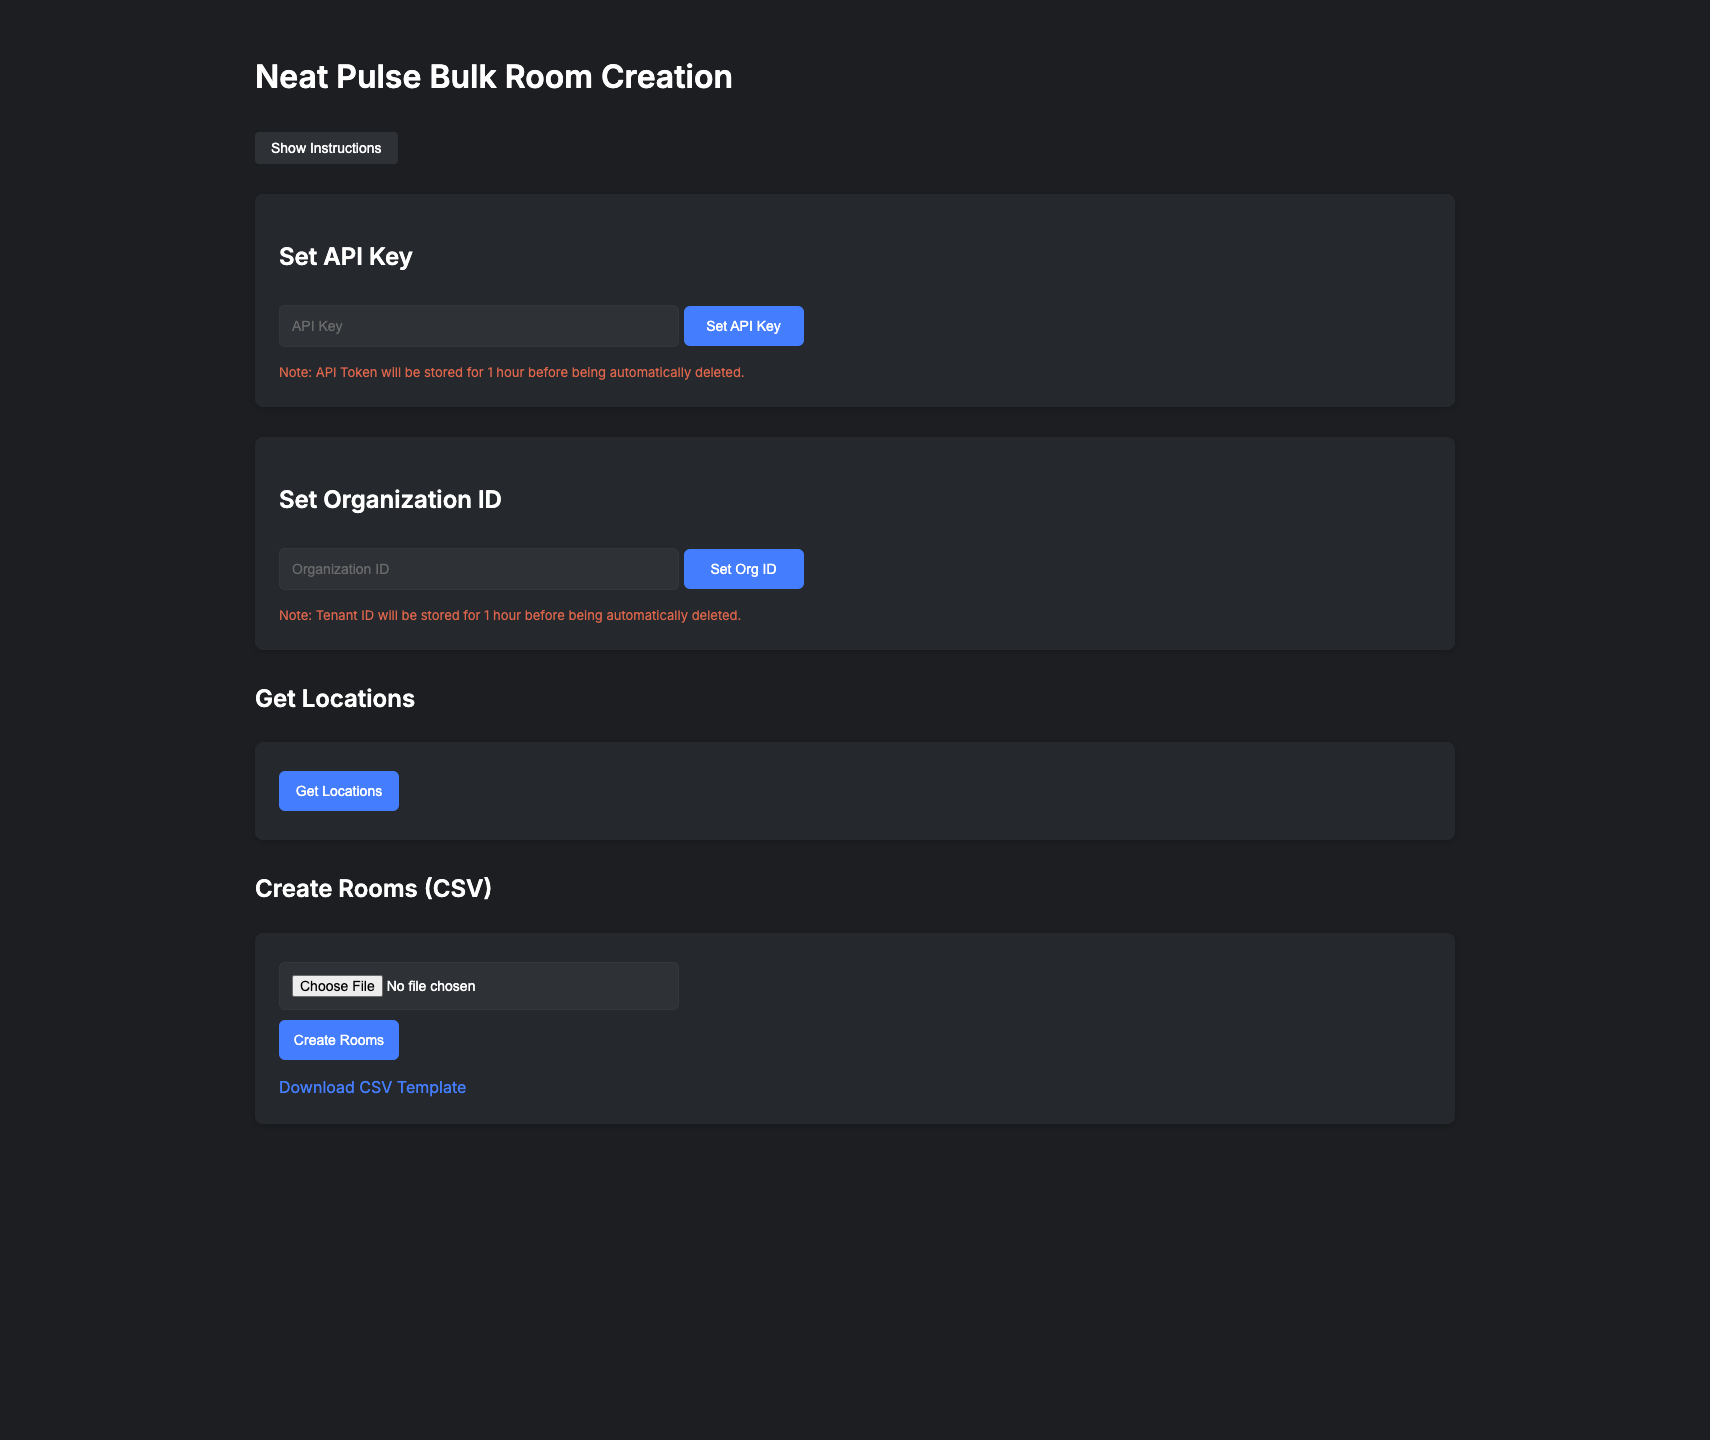 Neat Pulse Bulk Room Creation
Show Instructions
Set API Key
API Key
Set API Key
Note: API Token will be stored for 1 hour before being automatically deleted.
Set Organization ID
Organization ID
Set Org ID
Note: Tenant ID will be stored for 1 hour before being automatically deleted.
Get Locations
Get Locations
Create Rooms (CSV)
Choose File No file chosen
Create Rooms
Download CSV Template